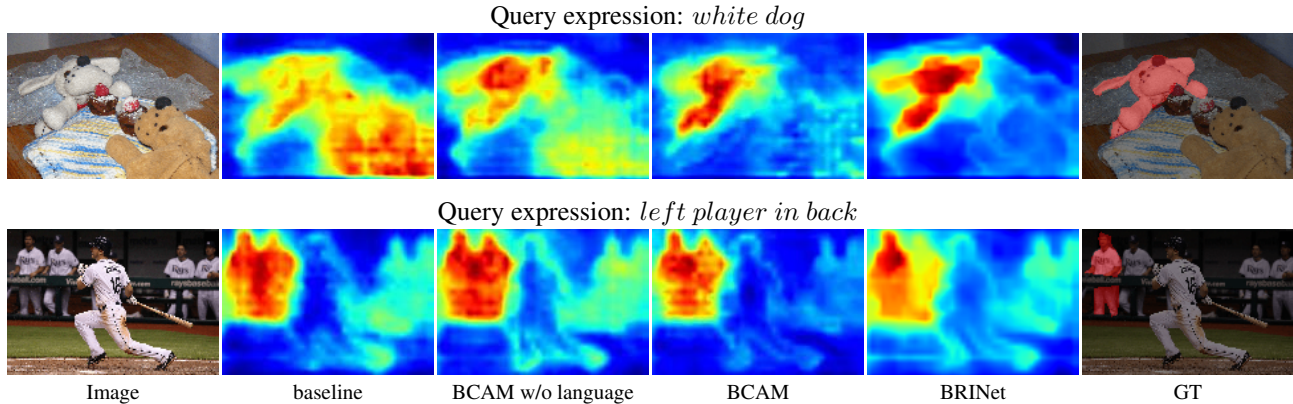 Query expression: white dog
Query expression: left player in back
Image baseline BCAM w/o language BCAM BRINet GT